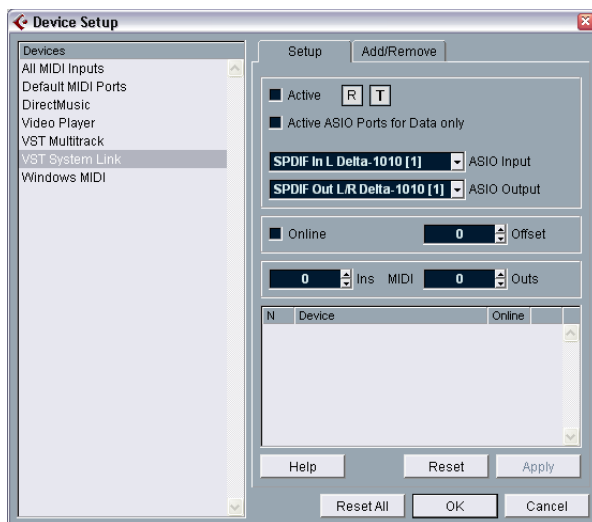 Device Setup
Devices
All MIDI Inputs
Default MIDI Ports
DirectMusic
Video Player
VST Multitrack
VST System Link
Windows MIDI
Setup
Add/Remove
Active R T
Active ASIO Ports for Data only
SPDIF In L Delta-1010 [1] ASIO Input
SPDIF Out L/R Delta-1010 [1] ASIO Output
Online 0 Offset
0 Ins MIDI 0 Outs
N Device Online
Help Reset Apply
Reset All OK Cancel